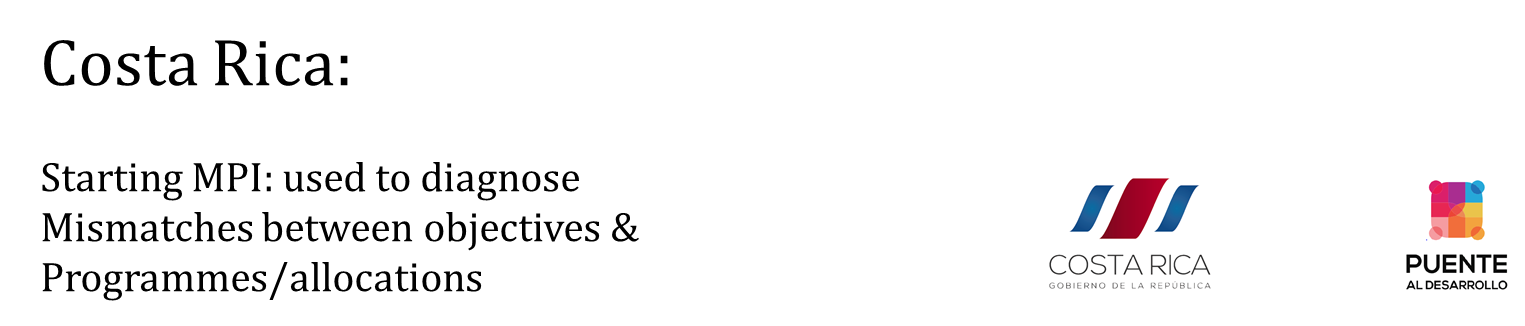 Costa Rica:
Starting MPI: used to diagnose
Mismatches between objectives &
Programmes/allocations
COSTA RICA
GOBIERNO DE LA REPÚBLICA
PUENTE
AL DESARROLLO